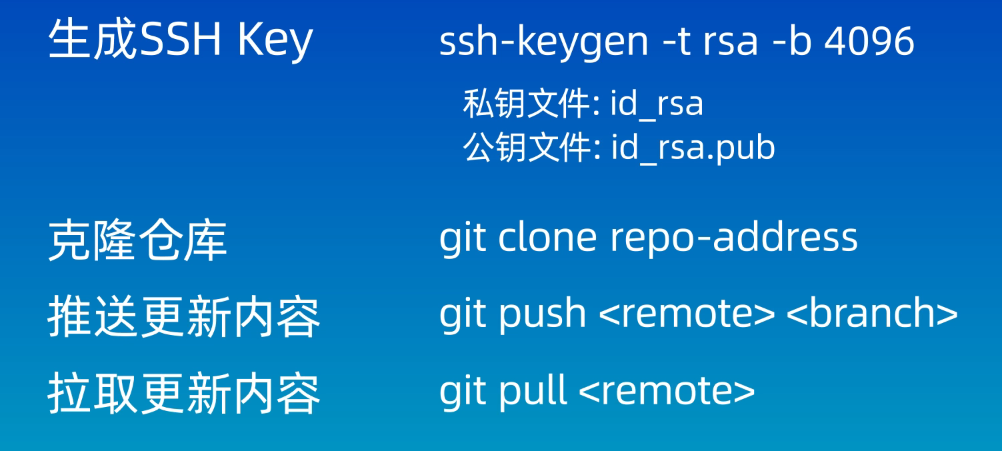 生成SSH Key ssh-keygen -t rsa -b 4096
私钥文件: id_rsa
公钥文件: id_rsa.pub
克隆仓库 git clone repo-address
推送更新内容 git push <remote> <branch>
拉取更新内容 git pull <remote>